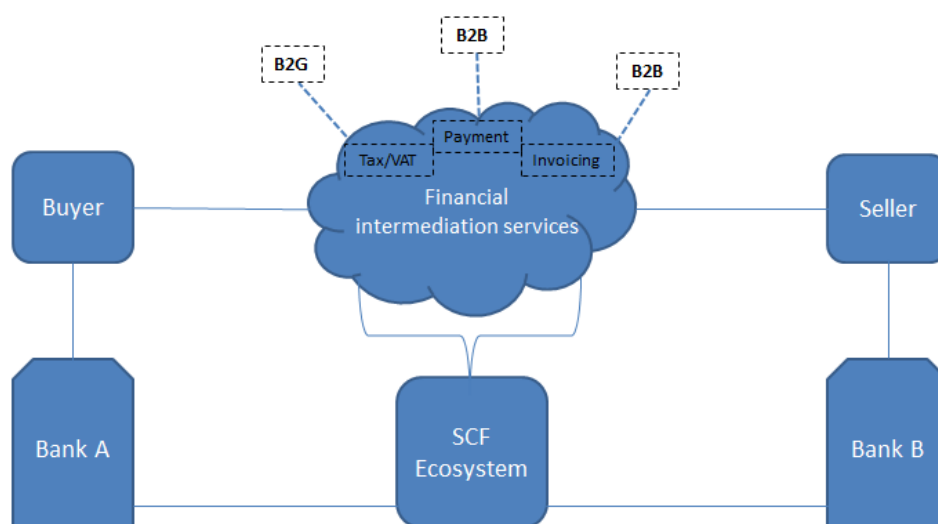 B2B
B2G
B2B
Payment
Tax/VAT
Invoicing
Buyer
Financial
intermediation services
Seller
Bank A
SCF
Ecosystem
Bank B